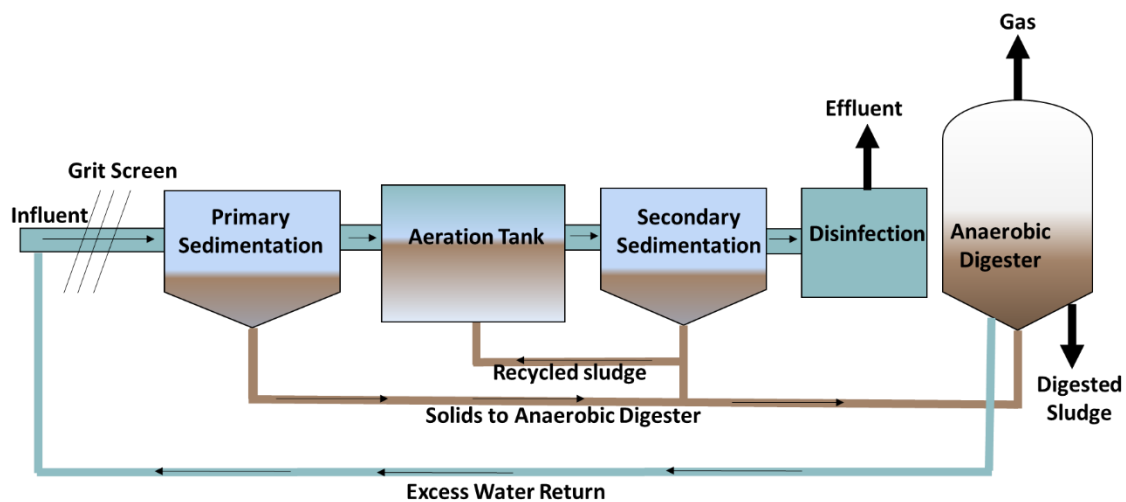 Gas
Effluent
Grit Screen
Influent
Primary
Sedimentation
Aeration Tank
Secondary
Sedimentation
Disinfection
Anaerobic
Digester
Recycled sludge
Solids to Anaerobic Digester
Digested
Sludge
Excess Water Return